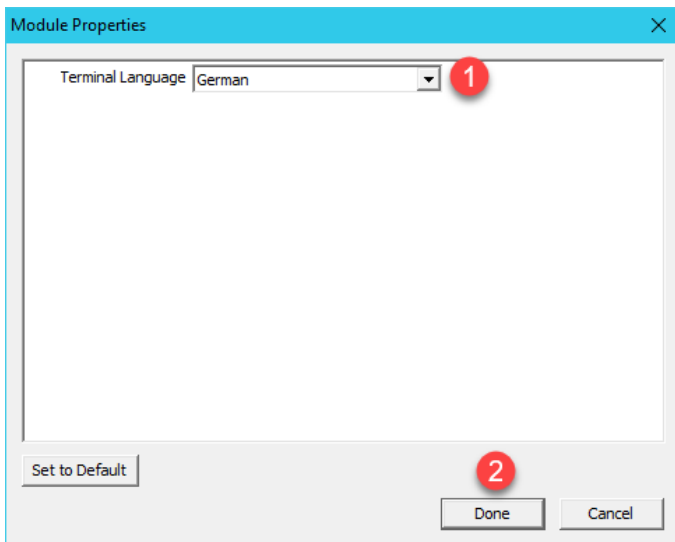 Module Properties
Terminal Language German 1
Set to Default
2
Done Cancel